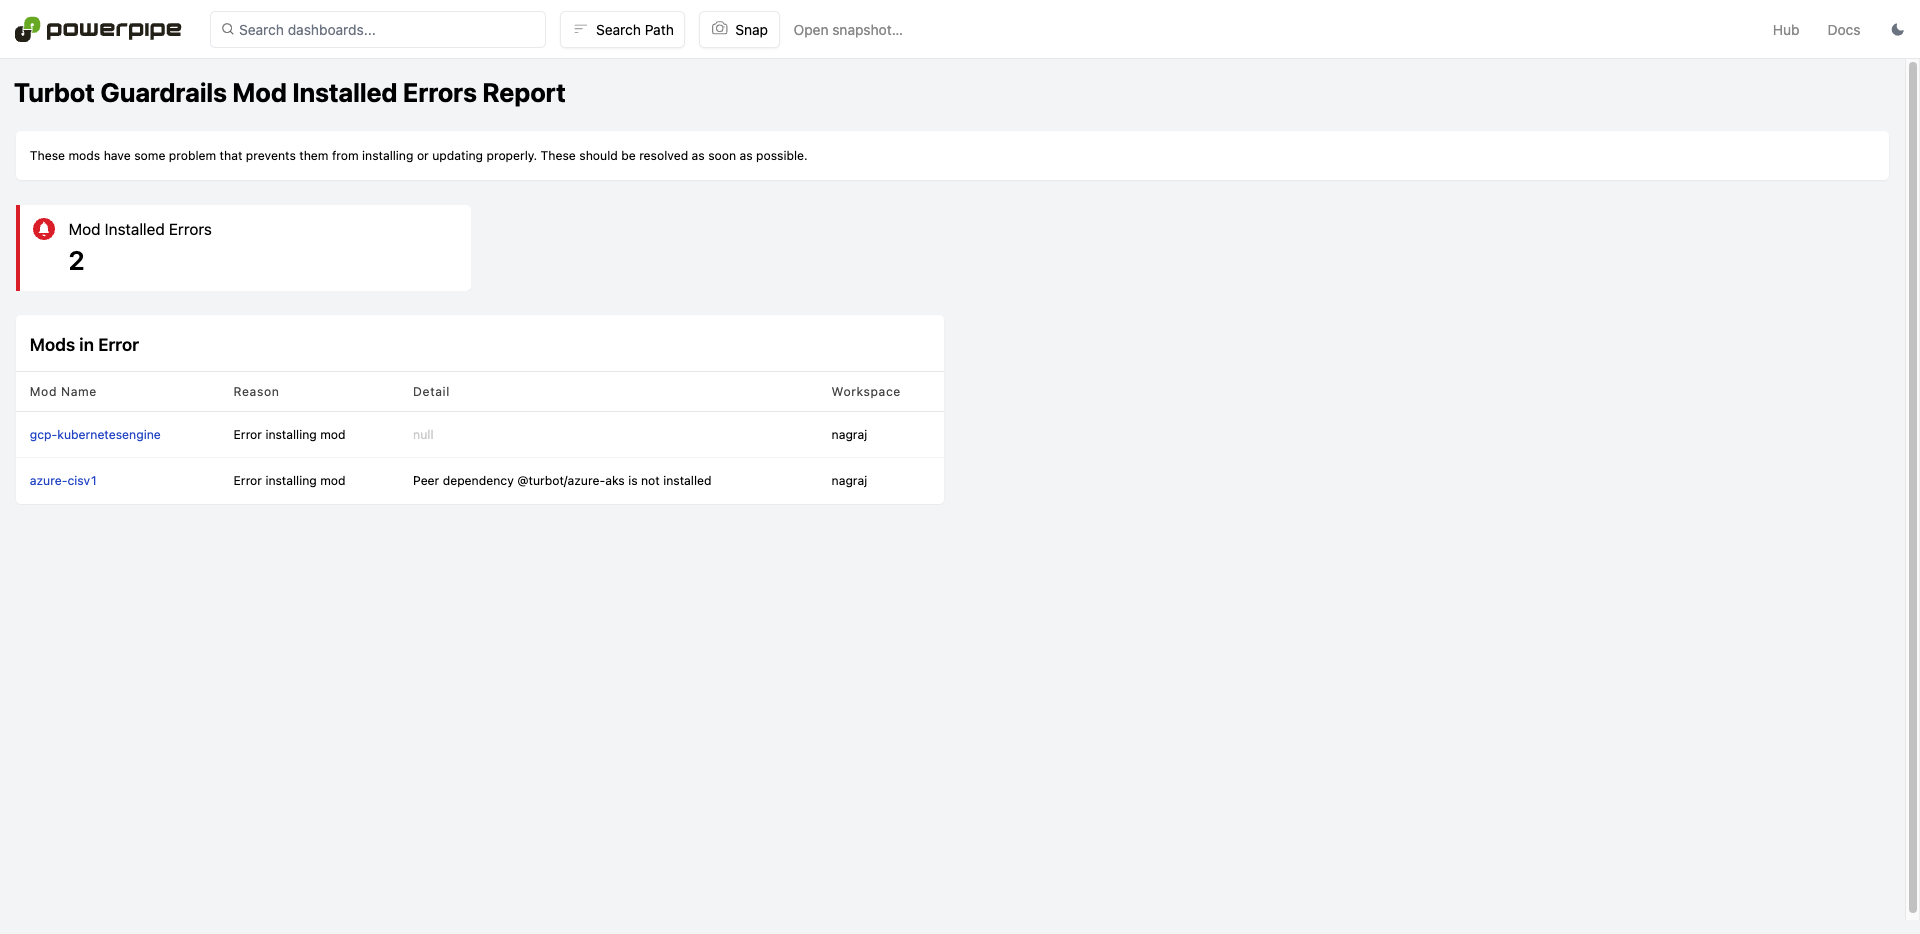 powerpipe Search dashboards... Search Path Snap Open snapshot... Hub Docs
Turbot Guardrails Mod Installed Errors Report
These mods have some problem that prevents them from installing or updating properly. These should be resolved as soon as possible.
Mod Installed Errors
2
Mods in Error
Mod Name Reason Detail Workspace
gcp-kubernetesengine Error installing mod null nagraj
azure-cisv1 Error installing mod Peer dependency @turbot/azure-aks is not installed nagraj